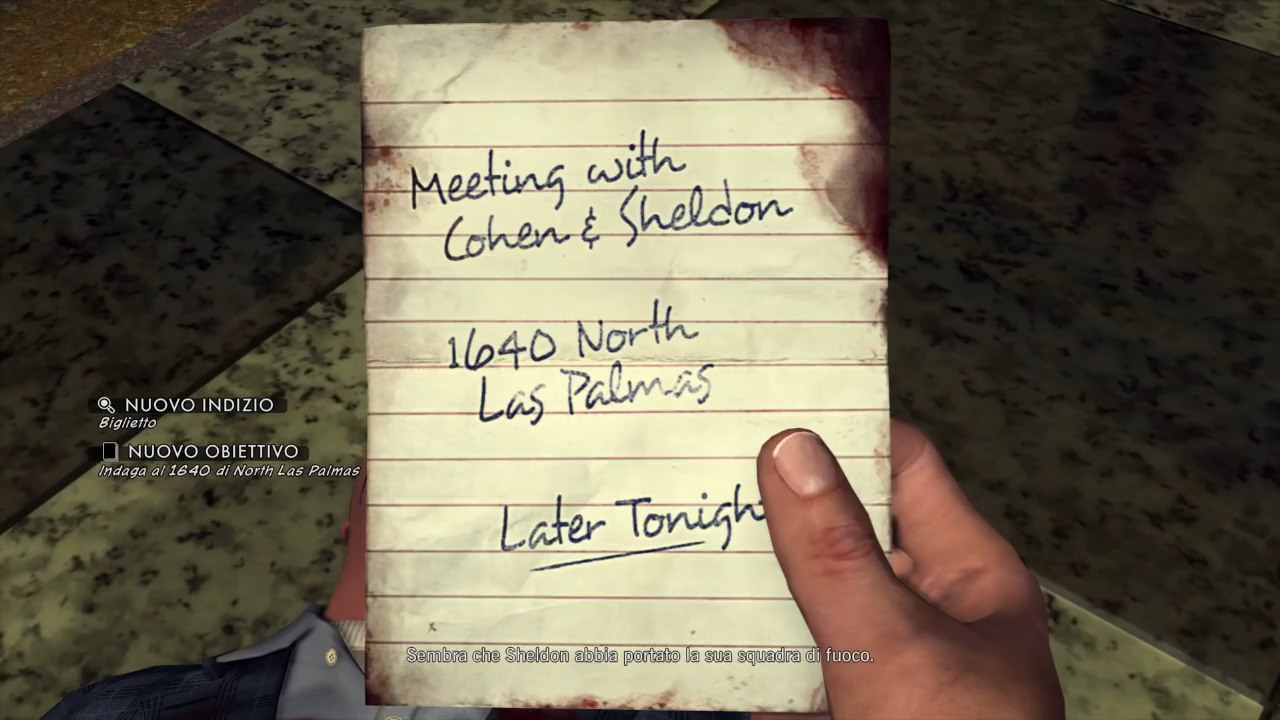 Meeting with
Cohen & Sheldon
1640 North
Las Palmas
Later Tonigh
NUOVO INDIZIO
Biglietto
NUOVO OBIETTIVO
Indaga al 1640 di North Las Palmas
Sembra che Sheldon abbia portato la sua squadra di fuoco.